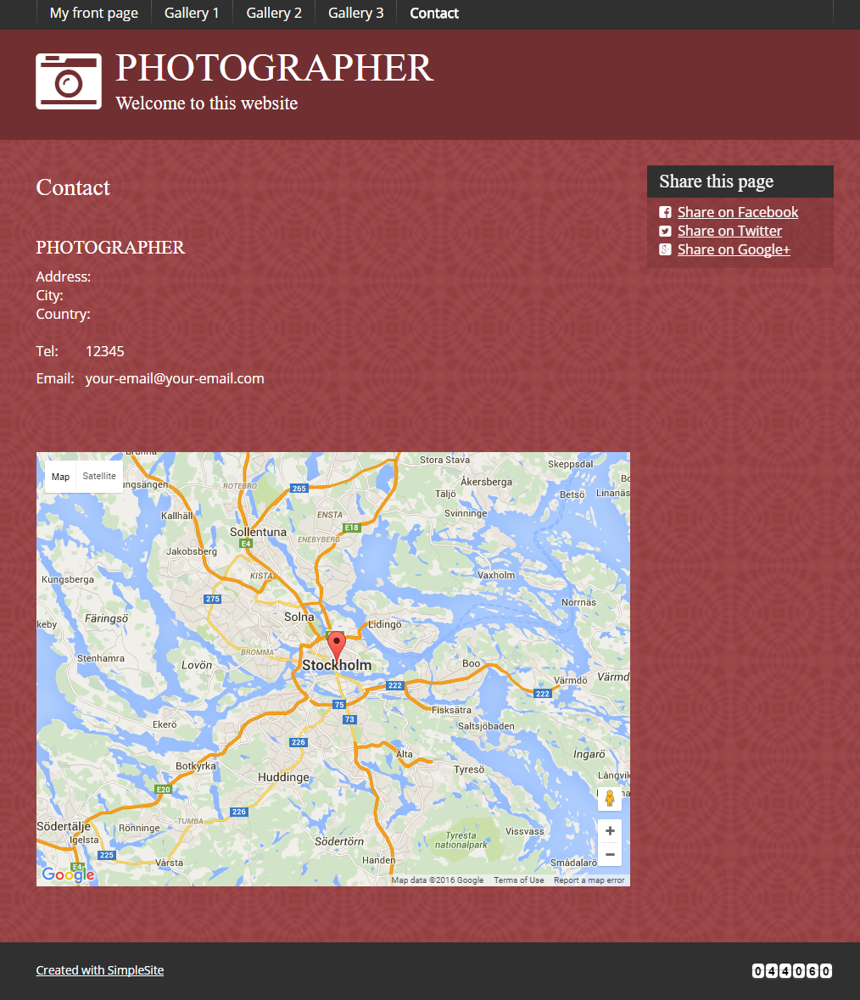 My front page Gallery 1 Gallery 2 Gallery 3 Contact
PHOTOGRAPHER
Welcome to this website
Contact
Share this page
Share on Facebook
Share on Twitter
Share on Google+
PHOTOGRAPHER
Address:
City:
Country:
Tel: 12345
Email: your-email@your-email.com
Map Satellite
Stora Stava
Skeppsdal
Åkersberga
ROTEBRO
265
Täljö
Betsö
Linanäs
Kallhäll
ENSTA
Svinninge
E18
Sollentuna
ENEBYBERG
E4
Jakobsberg
KISTA
Vaxholm
Kungsberga
275
Norrnäs
Färingsö
Solna
Lidingö
Stenhamra
BROMMA
Lovön
Stockholm
Boo
222
Värmdö
222
75
Fisksätra
73
Ekerö
Saltsjöbaden
226
Älta
Ingarö
Botkyrka
Tyresö
Huddinge
E20
226
Södertälje
Rönninge
TUMBA
Igelsta
Södertörn
Tyresta
nationalpark
Vissvass
225
Vårsta
Handen
Smådalarö
E4
Google
Map data ©2016 Google Terms of Use Report a map error
Created with SimpleSite
044060